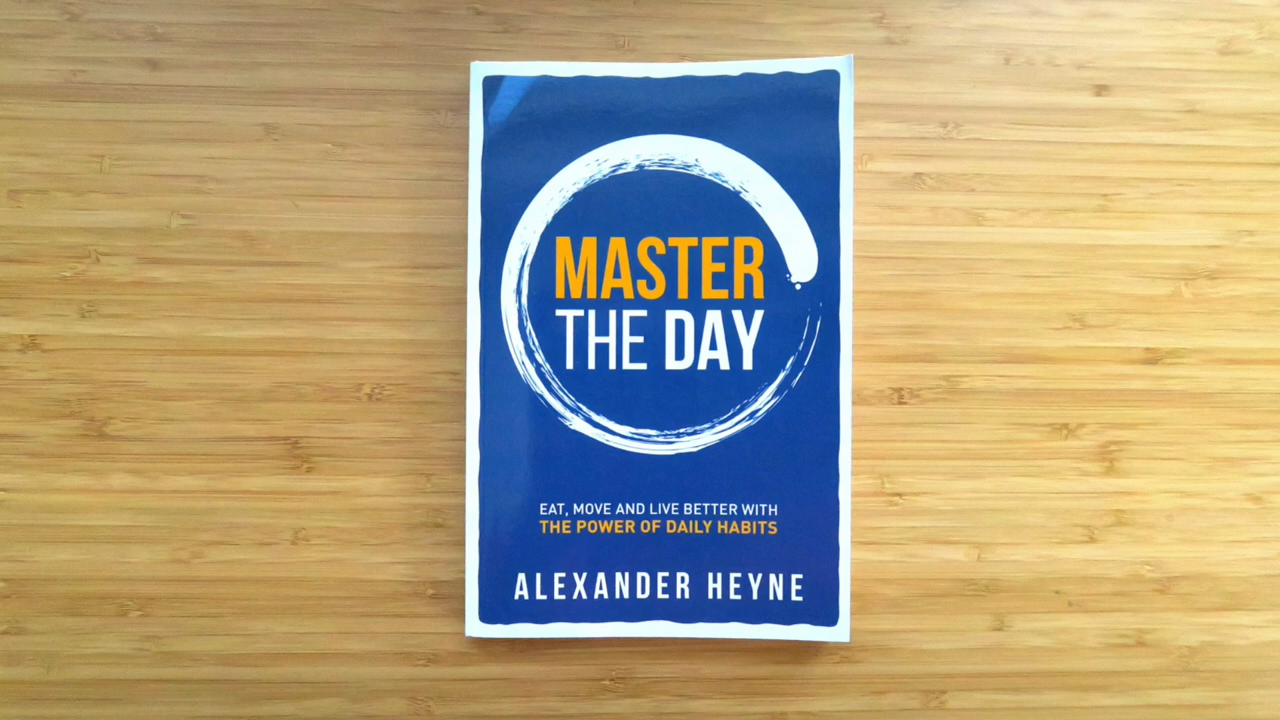 MASTER
THE DAY
EAT, MOVE AND LIVE BETTER WITH
THE POWER OF DAILY HABITS
ALEXANDER HEYNE